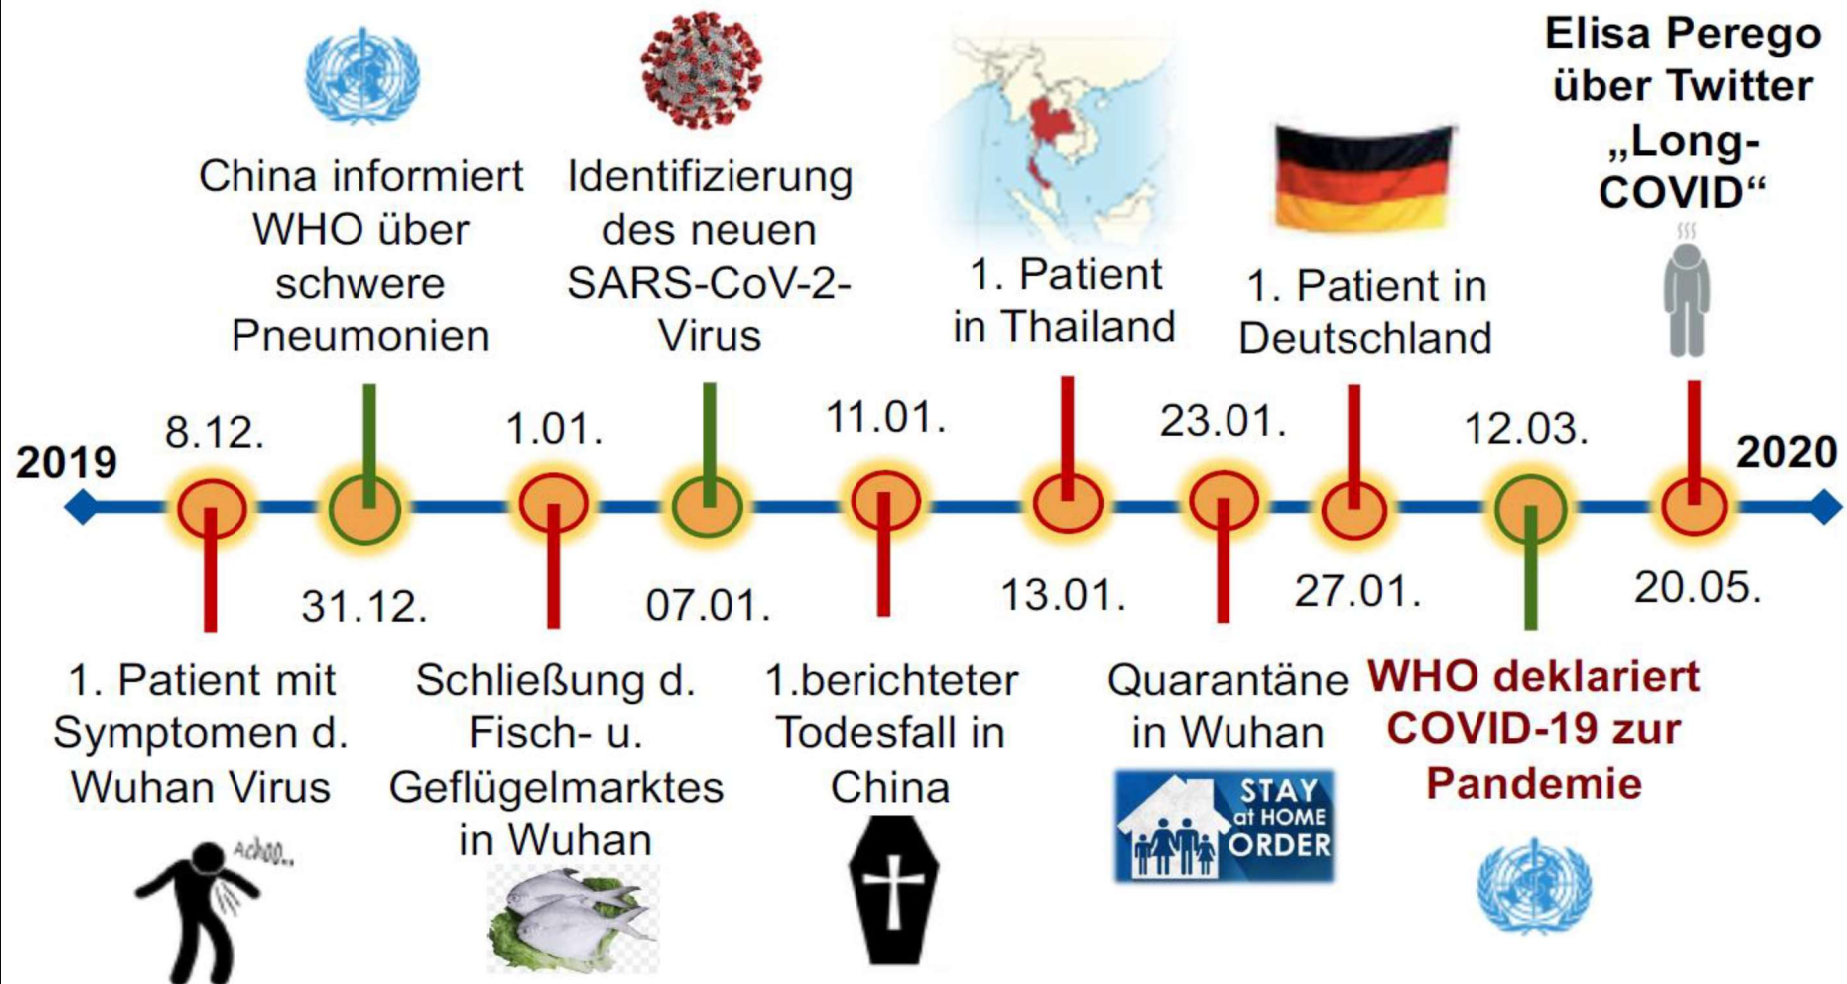 Elisa Perego
über Twitter
„Long-
COVID“
China informiert
WHO über
schwere
Pneumonien
Identifizierung
des neuen
SARS-CoV-2-
Virus
1. Patient
in Thailand
1. Patient in
Deutschland
2019
8.12.
1.01.
11.01.
23.01.
12.03.
2020
31.12.
07.01.
13.01.
27.01.
20.05.
1. Patient mit
Symptomen d.
Wuhan Virus
Achoo..
Schließung d.
Fisch- u.
Geflügelmarktes
in Wuhan
1.berichteter
Todesfall in
China
Quarantäne
in Wuhan
STAY
at HOME
ORDER
WHO deklariert
COVID-19 zur
Pandemie